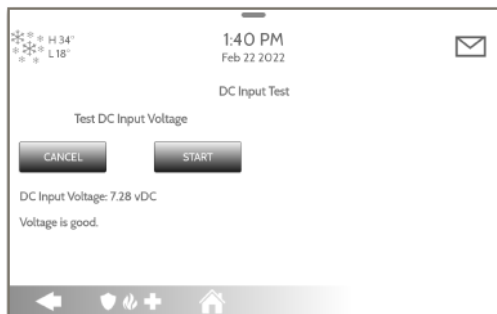 H 34°
L 18°
1:40 PM
Feb 22 2022
DC Input Test
Test DC Input Voltage
CANCEL
START
DC Input Voltage: 7.28 vDC
Voltage is good.